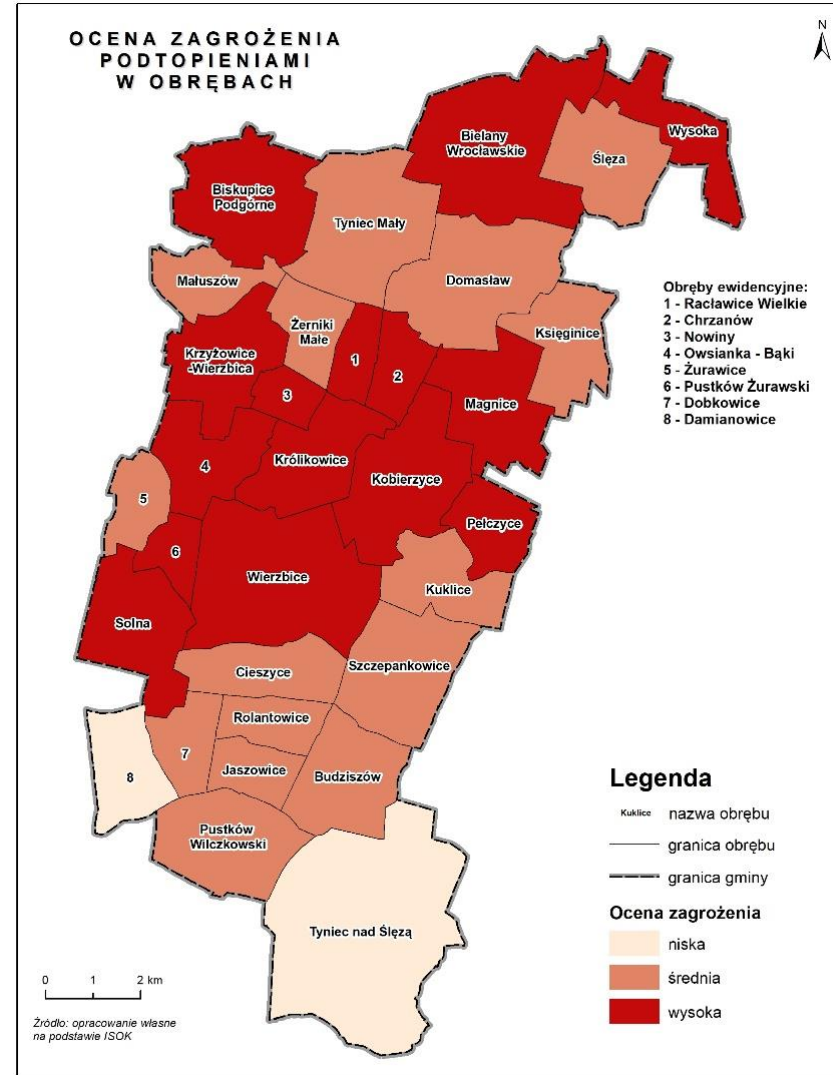 OCENA ZAGROŻENIA
PODTOPIENIAMI
W OBRĘBACH
N
Bielany
Wrocławskie
Wysoka
Ślęza
Biskupice
Podgórne
Tyniec Mały
Małuszów
Domasław
Obręby ewidencyjne:
1 - Racławice Wielkie
2 - Chrzanów
3 - Nowiny
4 - Owsianka - Bąki
5 - Żurawice
6 - Pustków Żurawski
7 - Dobkowice
8 - Damianowice
Żerniki
Małe
Księginice
Krzyżowice
-Wierzbica
1
2
3
Magnice
4
Królikowice
Kobierzyce
5
Pełczyce
6
Wierzbice
Kuklice
Solna
Cieszyce
Szczepankowice
Rolantowice
7
8
Jaszowice
Budziszów
Pustków
Wilczkowski
Tyniec nad Ślęzą
Legenda
Kuklice nazwa obrębu
granica obrębu
granica gminy
Ocena zagrożenia
niska
średnia
wysoka
0 1 2 km
Źródło: opracowanie własne
na podstawie ISOK